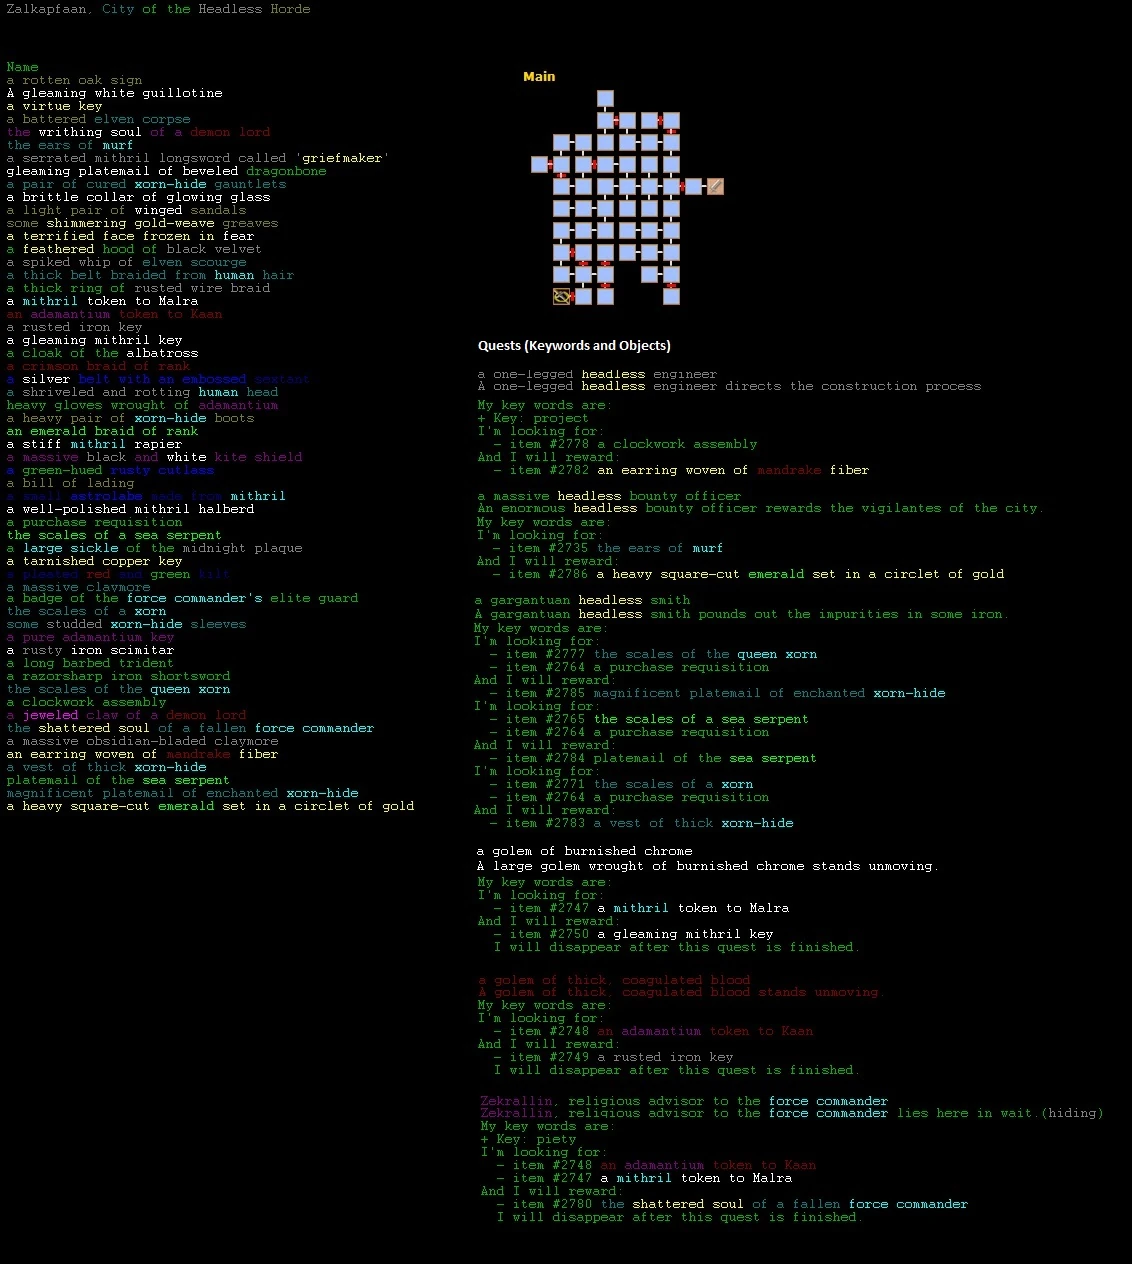 Zalkapfaan, City of the Headless Horde
Name
a rotten oak sign
A gleaming white guillotine
a virtue key
a battered elven corpse
the writhing soul of a demon lord
the ears of murf
a serrated mithril longsword called 'griefmaker'
gleaming platemail of beveled dragonbone
a pair of cured xorn-hide gauntlets
a brittle collar of glowing glass
a light pair of winged sandals
some shimmering gold-weave greaves
a terrified face frozen in fear
a feathered hood of black velvet
a spiked whip of elven scourge
a thick belt braided from human hair
a thick ring of rusted wire braid
a mithril token to Malra
an adamantium token to Kaan
a rusted iron key
a gleaming mithril key
a cloak of the albatross
a crimson braid of rank
a silver belt with an embossed sextant
a shriveled and rotting human head
heavy gloves wrought of adamantium
a heavy pair of xorn-hide boots
an emerald braid of rank
a stiff mithril rapier
a massive black and white kite shield
a green-hued rusty cutlass
a bill of lading
a small astrolabe made from mithril
a well-polished mithril halberd
a purchase requisition
the scales of a sea serpent
a large sickle of the midnight plaque
a tarnished copper key
a pleated red and green kilt
a massive claymore
a badge of the force commander's elite guard
the scales of a xorn
some studded xorn-hide sleeves
a pure adamantium key
a rusty iron scimitar
a long barbed trident
a razorsharp iron shortsword
the scales of the queen xorn
a clockwork assembly
a jeweled claw of a demon lord
the shattered soul of a fallen force commander
a massive obsidian-bladed claymore
an earring woven of mandrake fiber
a vest of thick xorn-hide
platemail of the sea serpent
magnificent platemail of enchanted xorn-hide
a heavy square-cut emerald set in a circlet of gold
Main
Quests (Keywords and Objects)
a one-legged headless engineer
A one-legged headless engineer directs the construction process
My key words are:
+ Key: project
I'm looking for:
- item #2778 a clockwork assembly
And I will reward:
- item #2782 an earring woven of mandrake fiber
a massive headless bounty officer
An enormous headless bounty officer rewards the vigilantes of the city.
My key words are:
I'm looking for:
- item #2735 the ears of murf
And I will reward:
- item #2786 a heavy square-cut emerald set in a circlet of gold
a gargantuan headless smith
A gargantuan headless smith pounds out the impurities in some iron.
My key words are:
I'm looking for:
- item #2777 the scales of the queen xorn
- item #2764 a purchase requisition
And I will reward:
- item #2785 magnificent platemail of enchanted xorn-hide
I'm looking for:
- item #2765 the scales of a sea serpent
- item #2764 a purchase requisition
And I will reward:
- item #2784 platemail of the sea serpent
I'm looking for:
- item #2771 the scales of a xorn
- item #2764 a purchase requisition
And I will reward:
- item #2783 a vest of thick xorn-hide
a golem of burnished chrome
A large golem wrought of burnished chrome stands unmoving.
My key words are:
I'm looking for:
- item #2747 a mithril token to Malra
And I will reward:
- item #2750 a gleaming mithril key
I will disappear after this quest is finished.
a golem of thick, coagulated blood
A golem of thick, coagulated blood stands unmoving.
My key words are:
I'm looking for:
- item #2748 an adamantium token to Kaan
And I will reward:
- item #2749 a rusted iron key
I will disappear after this quest is finished.
Zekrallin, religious advisor to the force commander
Zekrallin, religious advisor to the force commander lies here in wait.(hiding)
My key words are:
+ Key: piety
I'm looking for:
- item #2748 an adamantium token to Kaan
- item #2747 a mithril token to Malra
And I will reward:
- item #2780 the shattered soul of a fallen force commander
I will disappear after this quest is finished.